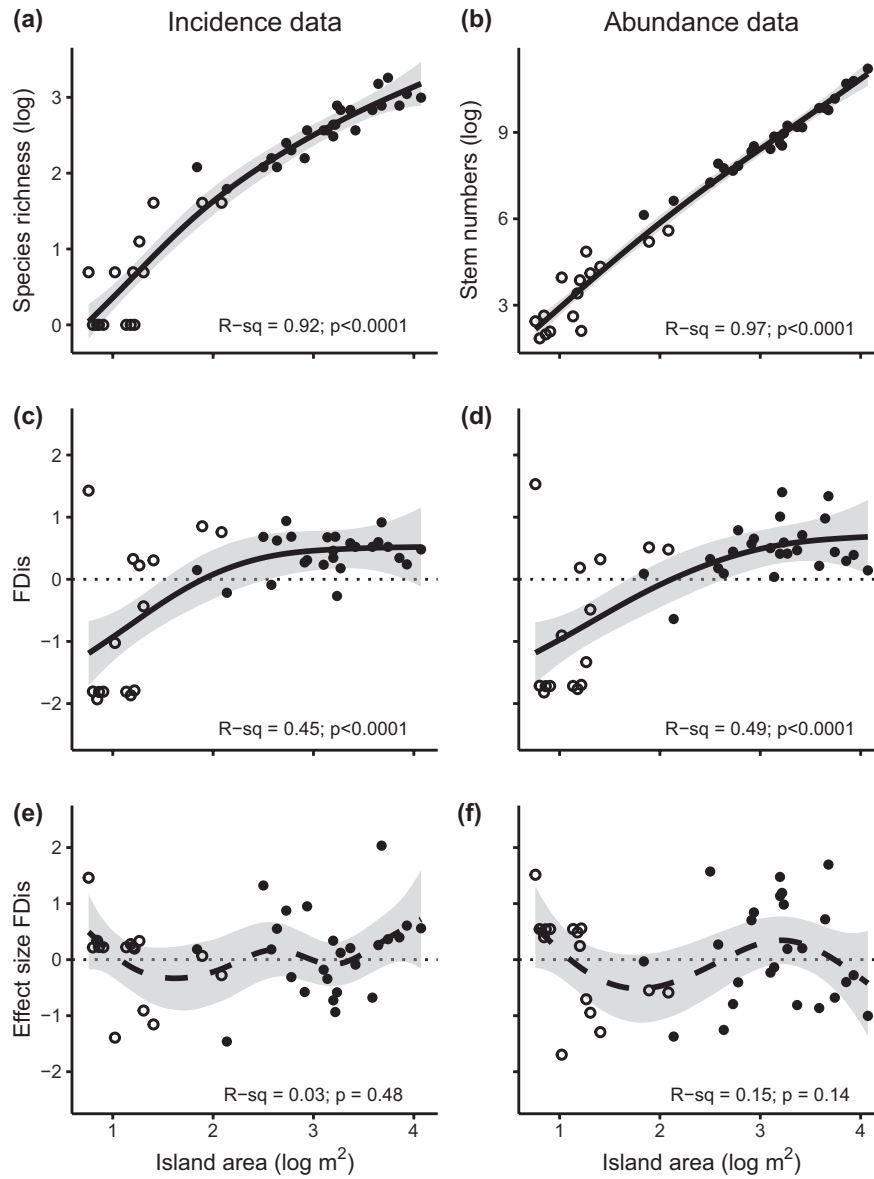 (a) Incidence data
(b) Abundance data
Species richness (log)
3
2
1
0
R−sq = 0.92; p<0.0001
Stem numbers (log)
9
6
3
R−sq = 0.97; p<0.0001
(c)
FDis
2
1
0
−1
−2
R−sq = 0.45; p<0.0001
(d)
R−sq = 0.49; p<0.0001
(e)
Effect size FDis
2
1
0
−1
−2
R−sq = 0.03; p = 0.48
1 2 3 4
Island area (log m²)
(f)
R−sq = 0.15; p = 0.14
1 2 3 4
Island area (log m²)